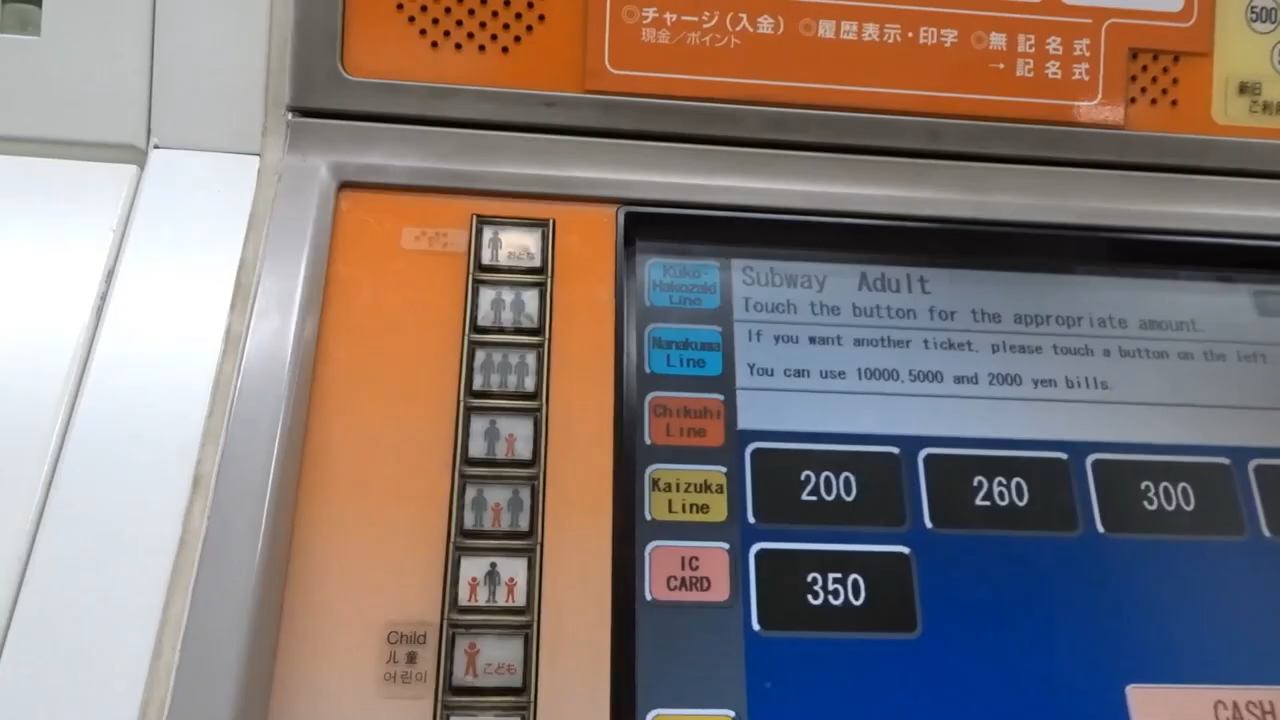 ◎チャージ(入金) ◎履歴表示・印字 ◎無記名式
現金/ポイント
→ 記名式
500
新旧
ご利
おとな
Kuko-
Hakozaki
Line
Nanakuma
Line
Chikuhi
Line
Kaizuka
Line
IC
CARD
Subway Adult
Touch the button for the appropriate amount.
If you want another ticket, please touch a button on the left
You can use 10000,5000 and 2000 yen bills.
200
260
300
350
Child
儿童
어린이
こども
CASH